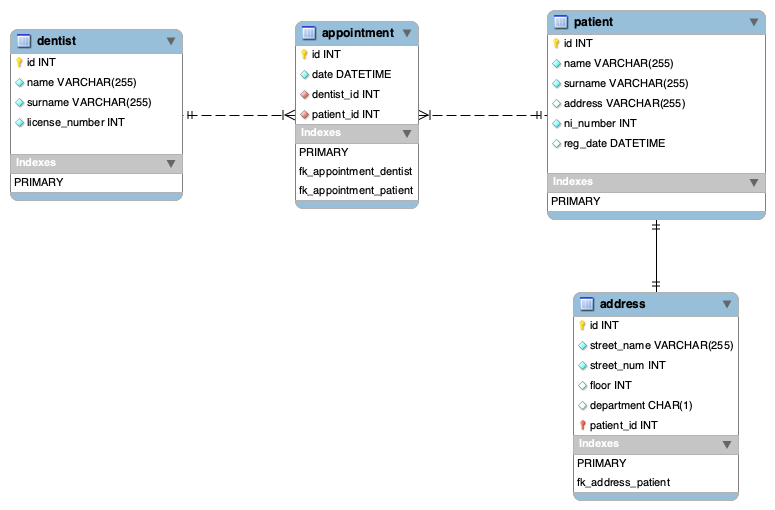 dentist
id INT
name VARCHAR(255)
surname VARCHAR(255)
license_number INT
Indexes
PRIMARY
appointment
id INT
date DATETIME
dentist_id INT
patient_id INT
Indexes
PRIMARY
fk_appointment_dentist
fk_appointment_patient
patient
id INT
name VARCHAR(255)
surname VARCHAR(255)
address VARCHAR(255)
ni_number INT
reg_date DATETIME
Indexes
PRIMARY
address
id INT
street_name VARCHAR(255)
street_num INT
floor INT
department CHAR(1)
patient_id INT
Indexes
PRIMARY
fk_address_patient